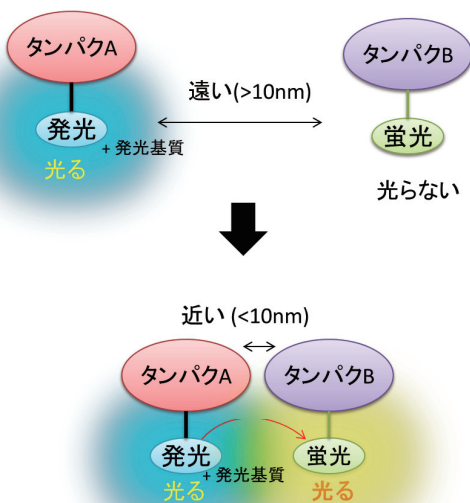 タンパクA
タンパクB
遠い(>10nm)
発光
+ 発光基質
光る
蛍光
光らない
近い (<10nm)
タンパクA
タンパクB
発光
+ 発光基質
光る
蛍光
光る